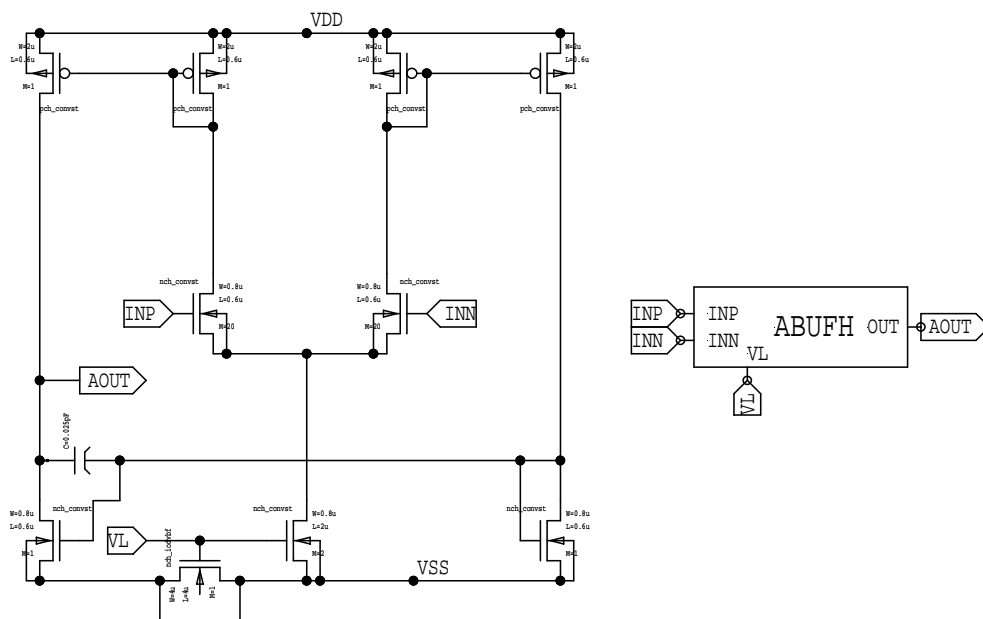 VDD
W=2u
L=0.6u
M=1
pch_convst
W=2u
L=0.6u
M=1
pch_convst
W=2u
L=0.6u
M=1
pch_convst
W=2u
L=0.6u
M=1
pch_convst
nch_convst
W=0.8u
L=0.6u
M=20
INP
nch_convst
W=0.8u
L=0.6u
M=20
INN
AOUT
C=0.025pF
W=0.8u
L=0.6u
M=1
nch_convst
VL
nch_convst
W=0.8u
L=2u
M=2
W=4u
L=4u
M=1
VSS
nch_convst
W=0.8u
L=0.6u
M=1
INP
INN
INP
INN
VL
ABUFH
OUT
AOUT
VL